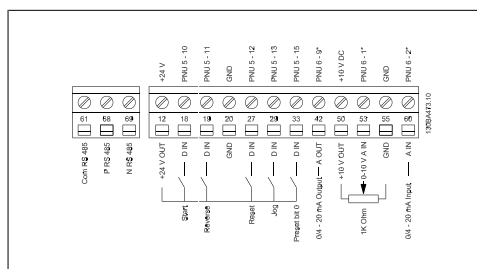 +24 V
PNU 5 - 10
PNU 5 - 11
GND
PNU 5 - 12
PNU 5 - 13
PNU 5 - 15
PNU 6 - 9*
+10 V DC
PNU 6 - 1*
GND
PNU 6 - 2*
61 68 69 12 18 19 20 27 29 33 42 50 53 55 60
Com RS 485
P RS 485
N RS 485
+24 V OUT
D IN
D IN
GND
D IN
D IN
D IN
0/4 - 20 mA Output
A OUT
+10 V OUT
0-10 V A IN
GND
0/4 - 20 mA Input
A IN
Start
Reverse
Reset
Jog
Preset bit 0
1K Ohm
130BA473.10